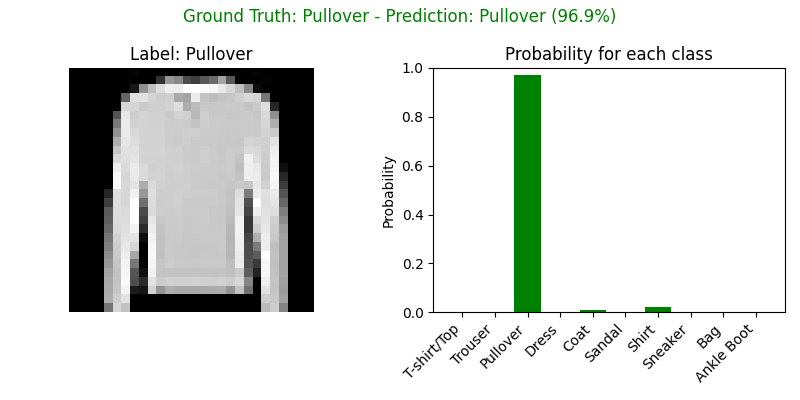 Ground Truth: Pullover - Prediction: Pullover (96.9%)
Label: Pullover
Probability for each class
1.0
0.8
0.6
0.4
0.2
0.0
Probability
T-shirt/Top
Trouser
Pullover
Dress
Coat
Sandal
Shirt
Sneaker
Bag
Ankle Boot